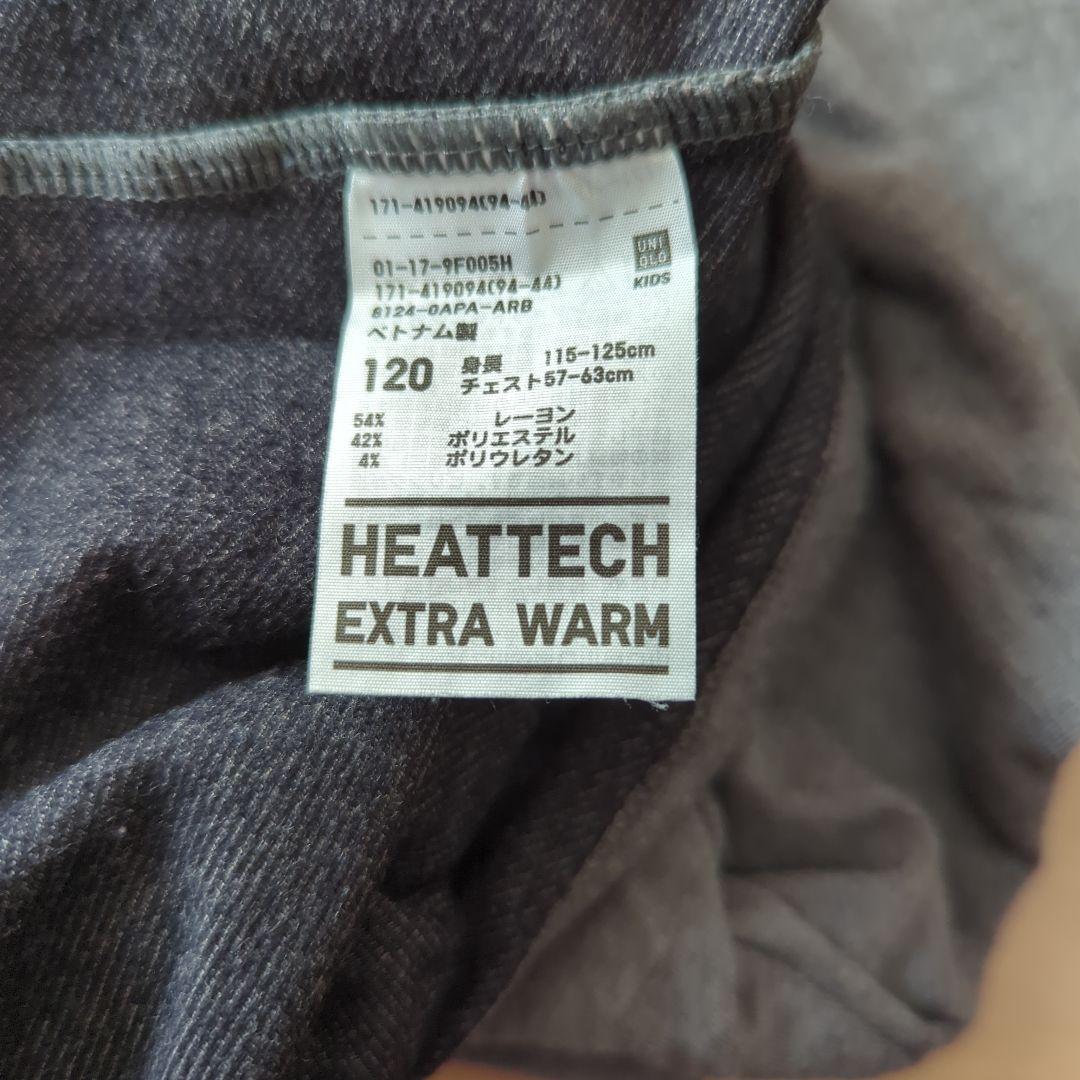 171-419094(94-44)
UNI
QLO
KIDS
01-17-9F005H
171-419094(94-44)
8124-0APA-ARB
ベトナム製
120
身長 115-125cm
チェスト57-63cm
54% レーヨン
42% ポリエステル
4% ポリウレタン
HEATTECH
EXTRA WARM